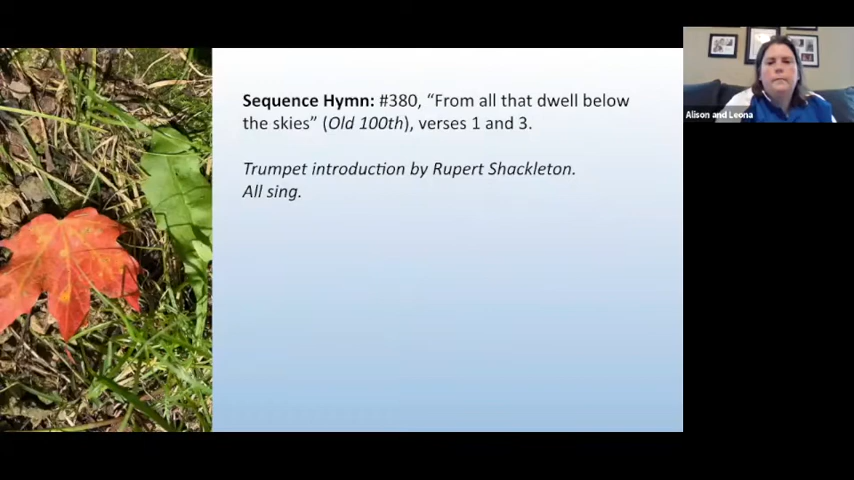 Sequence Hymn: #380, “From all that dwell below
the skies” (Old 100th), verses 1 and 3.
Trumpet introduction by Rupert Shackleton.
All sing.
Alison and Leona